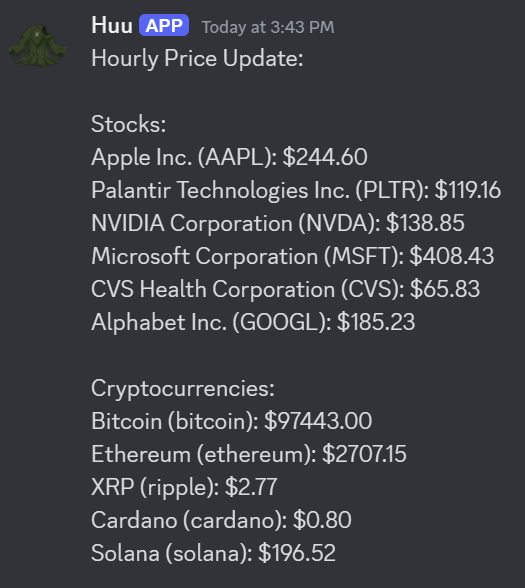 Huu APP Today at 3:43 PM
Hourly Price Update:
Stocks:
Apple Inc. (AAPL): $244.60
Palantir Technologies Inc. (PLTR): $119.16
NVIDIA Corporation (NVDA): $138.85
Microsoft Corporation (MSFT): $408.43
CVS Health Corporation (CVS): $65.83
Alphabet Inc. (GOOGL): $185.23
Cryptocurrencies:
Bitcoin (bitcoin): $97443.00
Ethereum (ethereum): $2707.15
XRP (ripple): $2.77
Cardano (cardano): $0.80
Solana (solana): $196.52